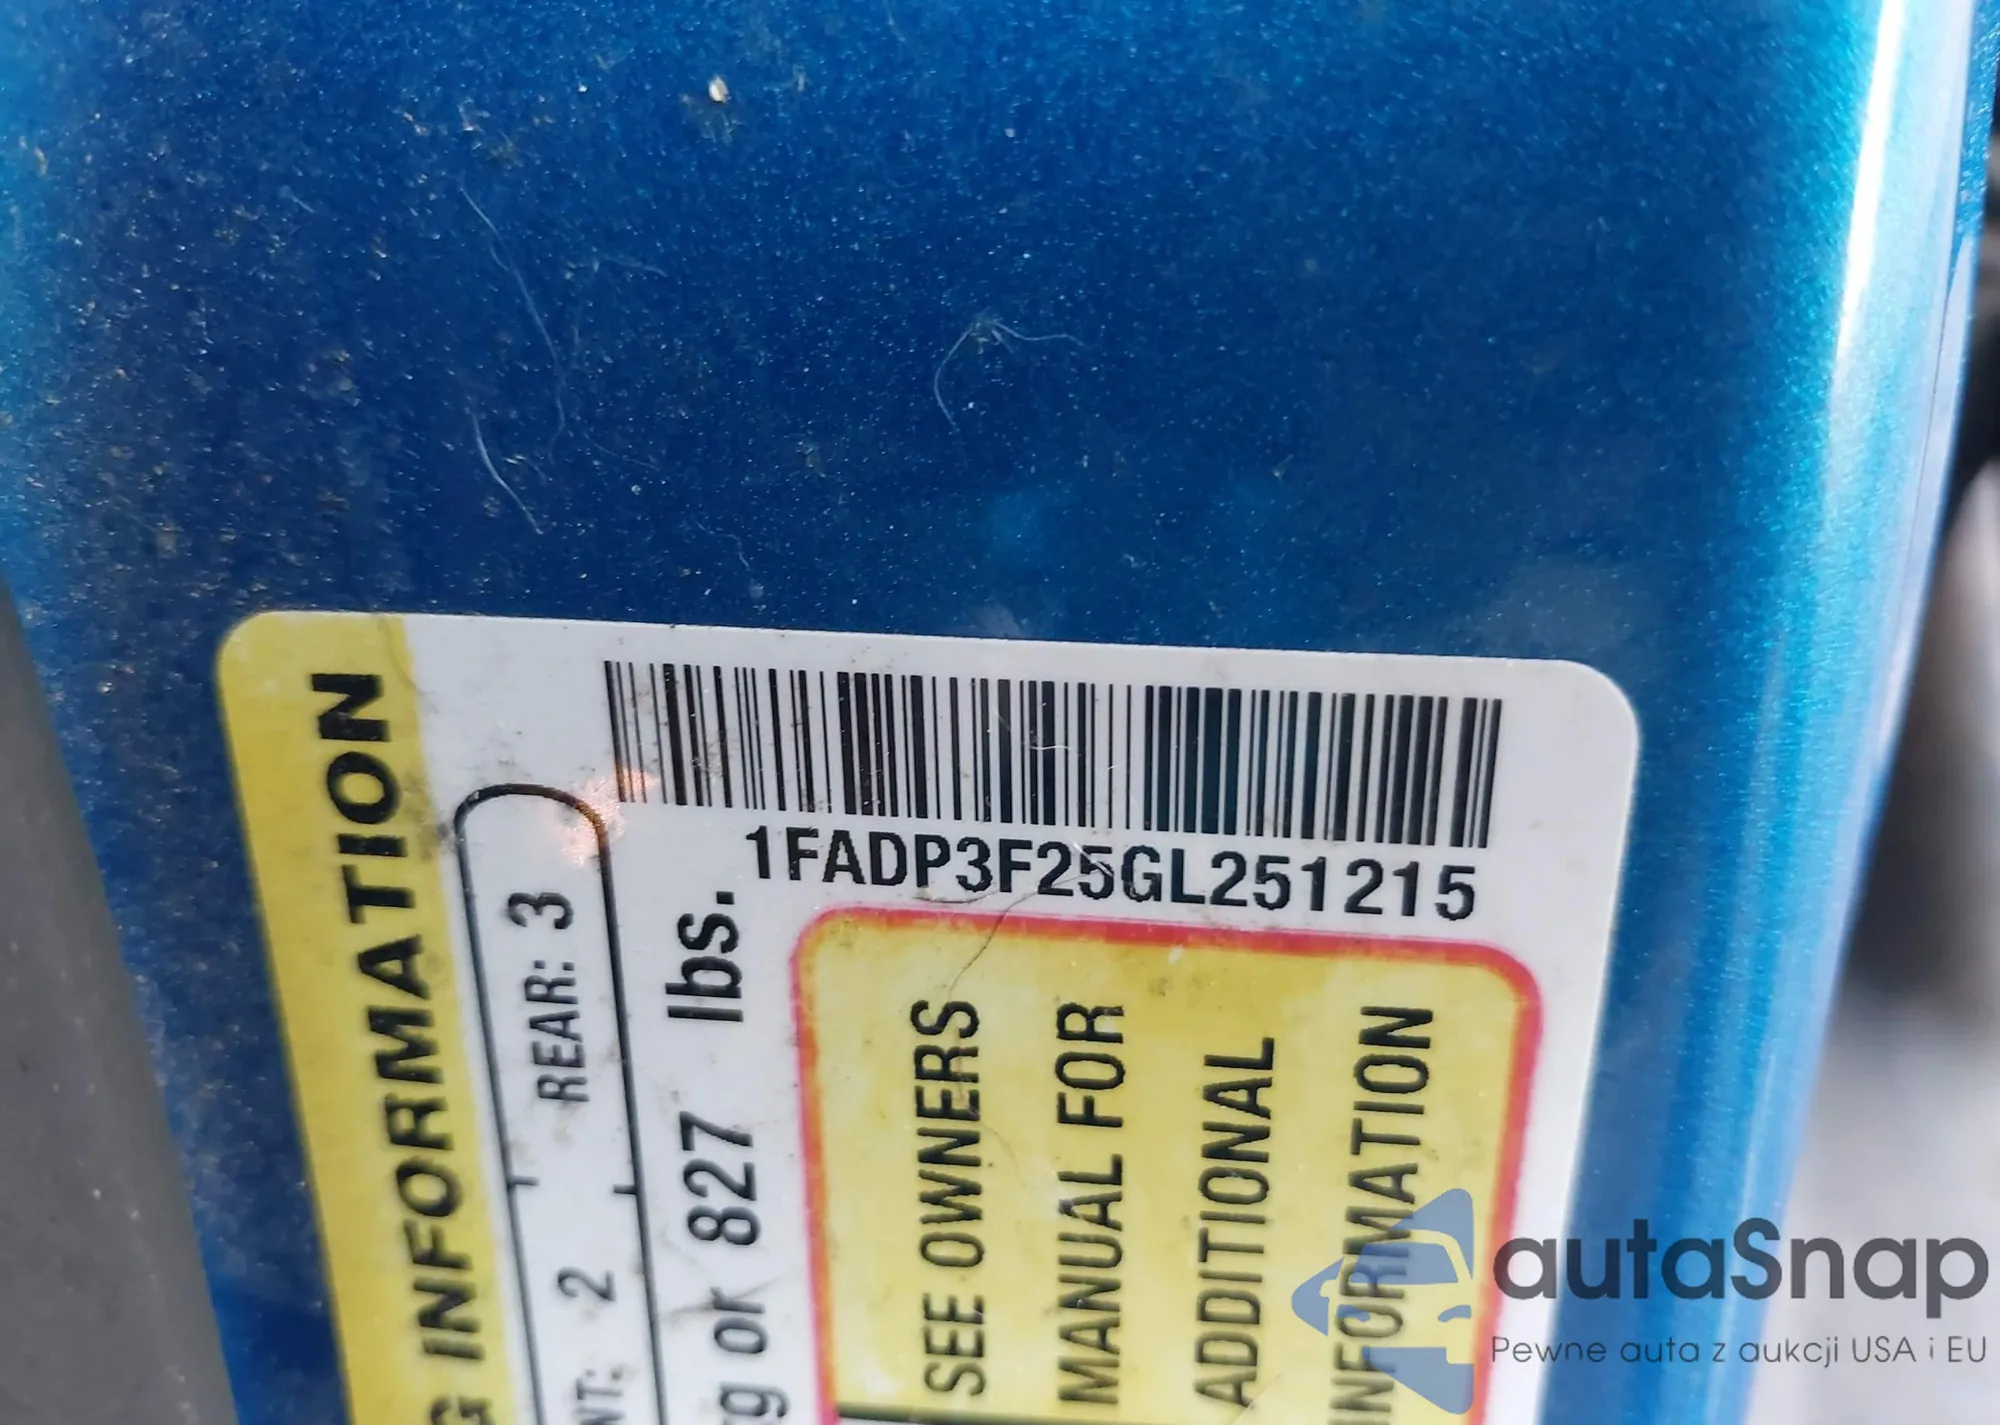 1FADP3F25GL251215
INFORMATION
REAR: 3
2
or 827 lbs.
SEE OWNERS
MANUAL FOR
ADDITIONAL
INFORMATION
autaSnap
Pewne auta z aukcji USA i EU